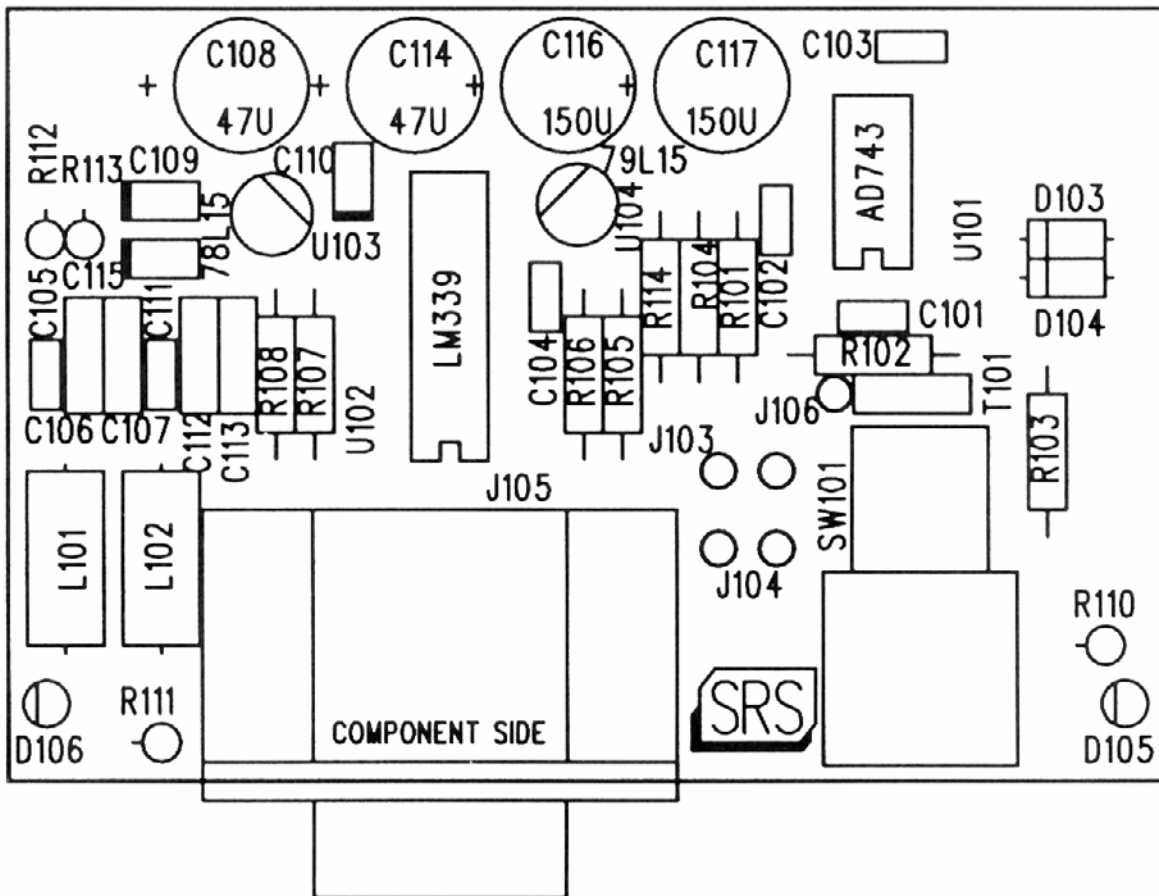 C108
47U
C114
47U
C116
150U
C117
150U
C103
R112
R113
C109
C110
79L15
78L15
U103
U104
AD743
U101
D103
D104
C105
C115
C111
LM339
C104
R114
R104
R101
C102
C101
R102
T101
J106
R108
R107
U102
R106
R105
J103
C106
C107
C112
C113
J105
SW101
R103
L101
L102
J104
R110
R111
D106
COMPONENT SIDE
SRS
D105